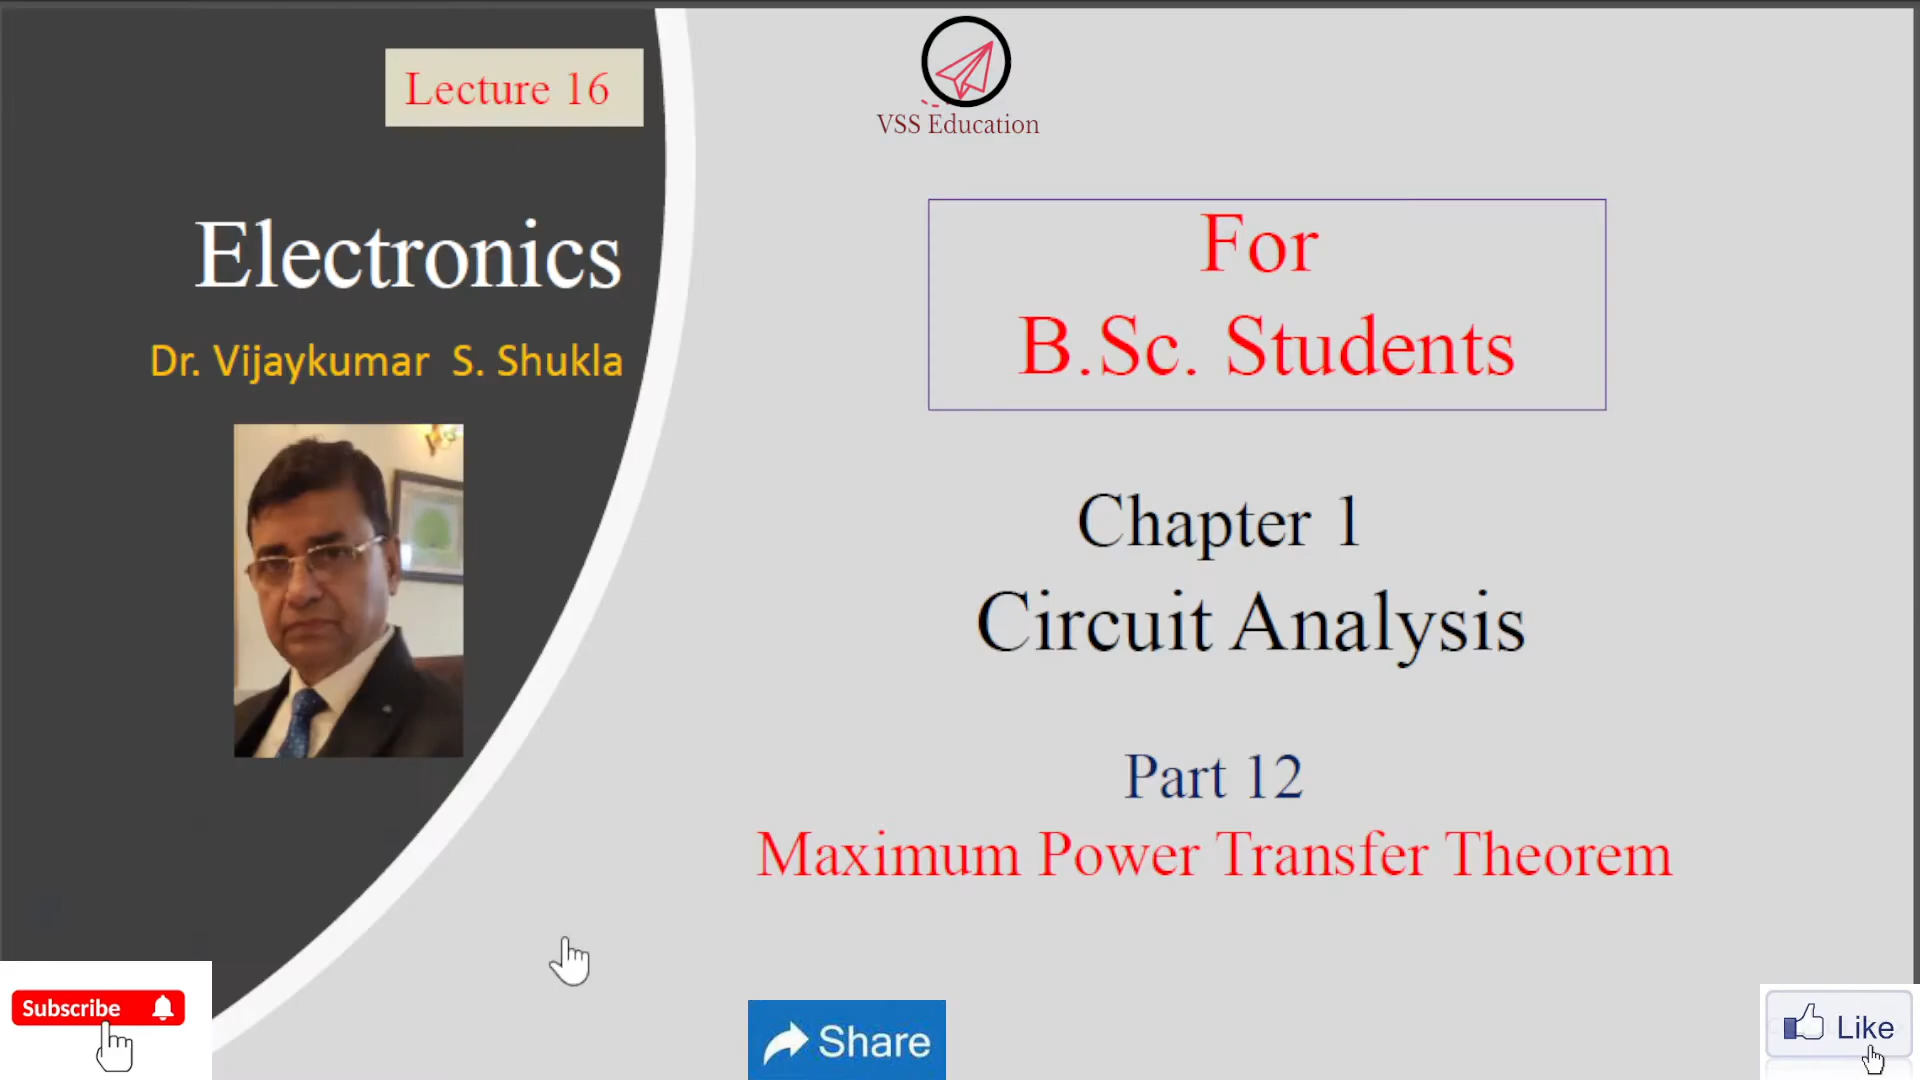 Lecture 16
VSS Education
Electronics
Dr. Vijaykumar S. Shukla
For
B.Sc. Students
Chapter 1
Circuit Analysis
Part 12
Maximum Power Transfer Theorem
Subscribe
Share
Like